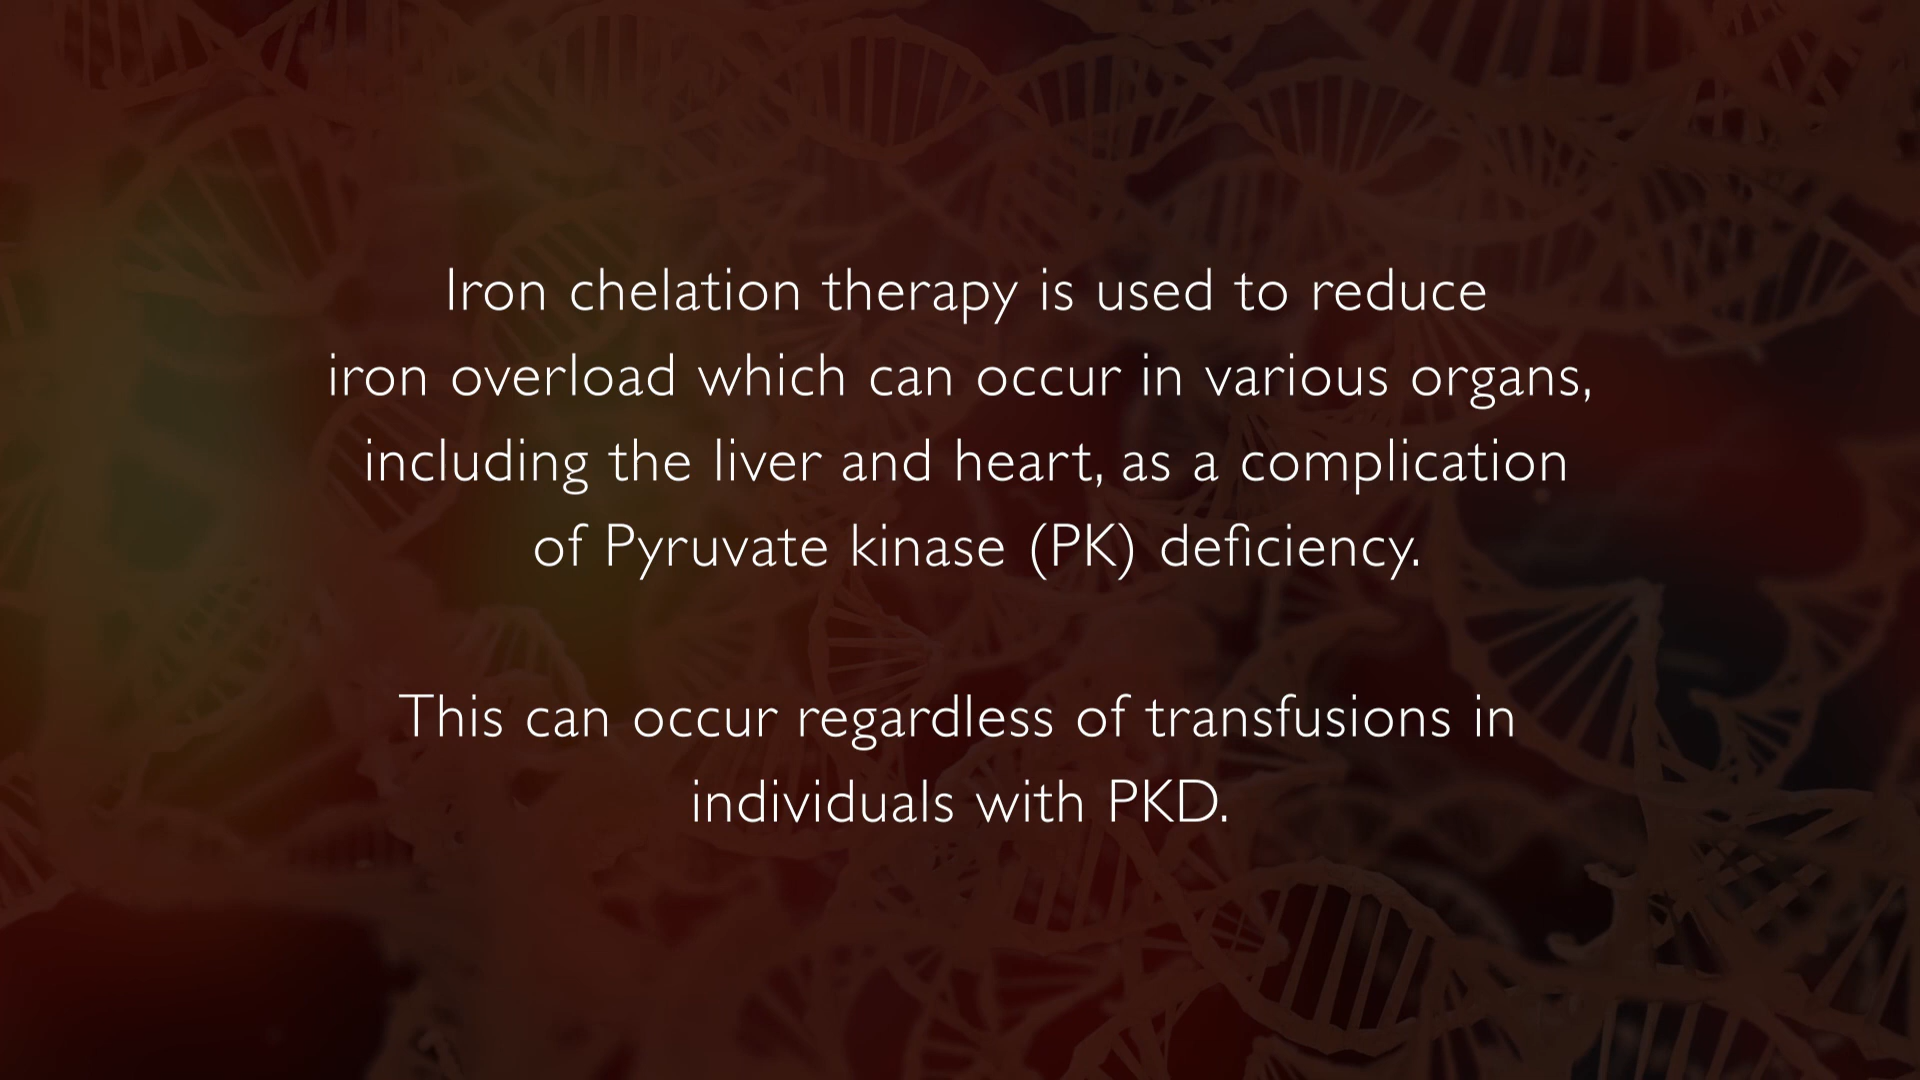 Iron chelation therapy is used to reduce
iron overload which can occur in various organs,
including the liver and heart, as a complication
of Pyruvate kinase (PK) deficiency.
This can occur regardless of transfusions in
individuals with PKD.